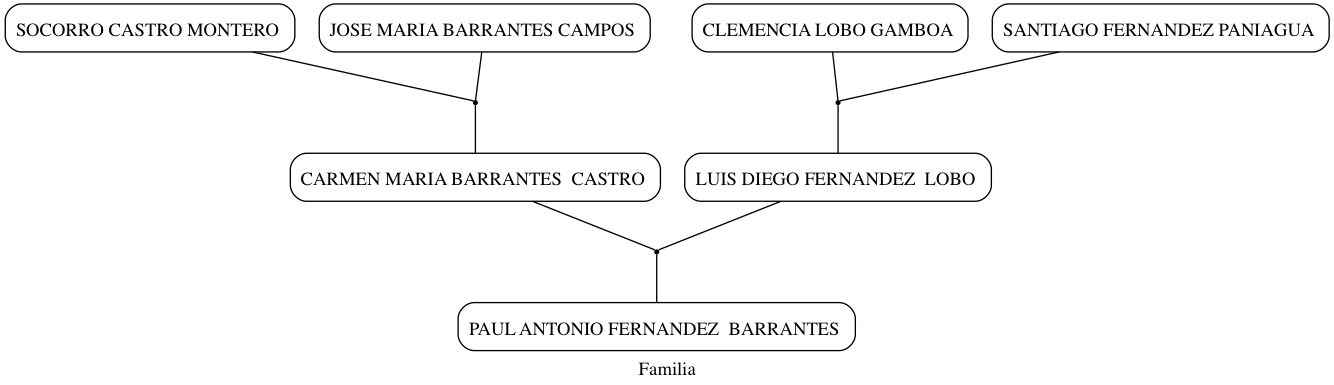 SOCORRO CASTRO MONTERO
JOSE MARIA BARRANTES CAMPOS
CLEMENCIA LOBO GAMBOA
SANTIAGO FERNANDEZ PANIAGUA
CARMEN MARIA BARRANTES  CASTRO
LUIS DIEGO FERNANDEZ  LOBO
PAUL ANTONIO FERNANDEZ  BARRANTES
Familia